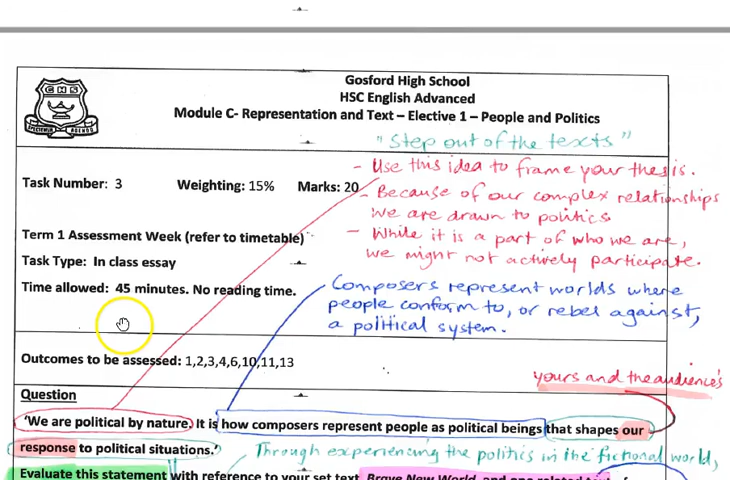 GHS
Gosford High School
HSC English Advanced
Module C- Representation and Text – Elective 1 – People and Politics
"Step out of the texts"
- Use this idea to frame your thesis.
Task Number: 3 Weighting: 15% Marks: 20
- Because of our complex relationships
we are drawn to politics
- While it is a part of who we are,
we might not actively participate.
Term 1 Assessment Week (refer to timetable)
Task Type: In class essay
Time allowed: 45 minutes. No reading time.
Composers represent worlds where
people conform to, or rebel against,
a political system.
Outcomes to be assessed: 1,2,3,4,6,10,11,13
yours and the audience's
Question
'We are political by nature. It is how composers represent people as political beings that shapes our
response to political situations.'
Through experiencing the politics in the fictional world,
Evaluate this statement with reference to your set text, Brave New World, and one related text